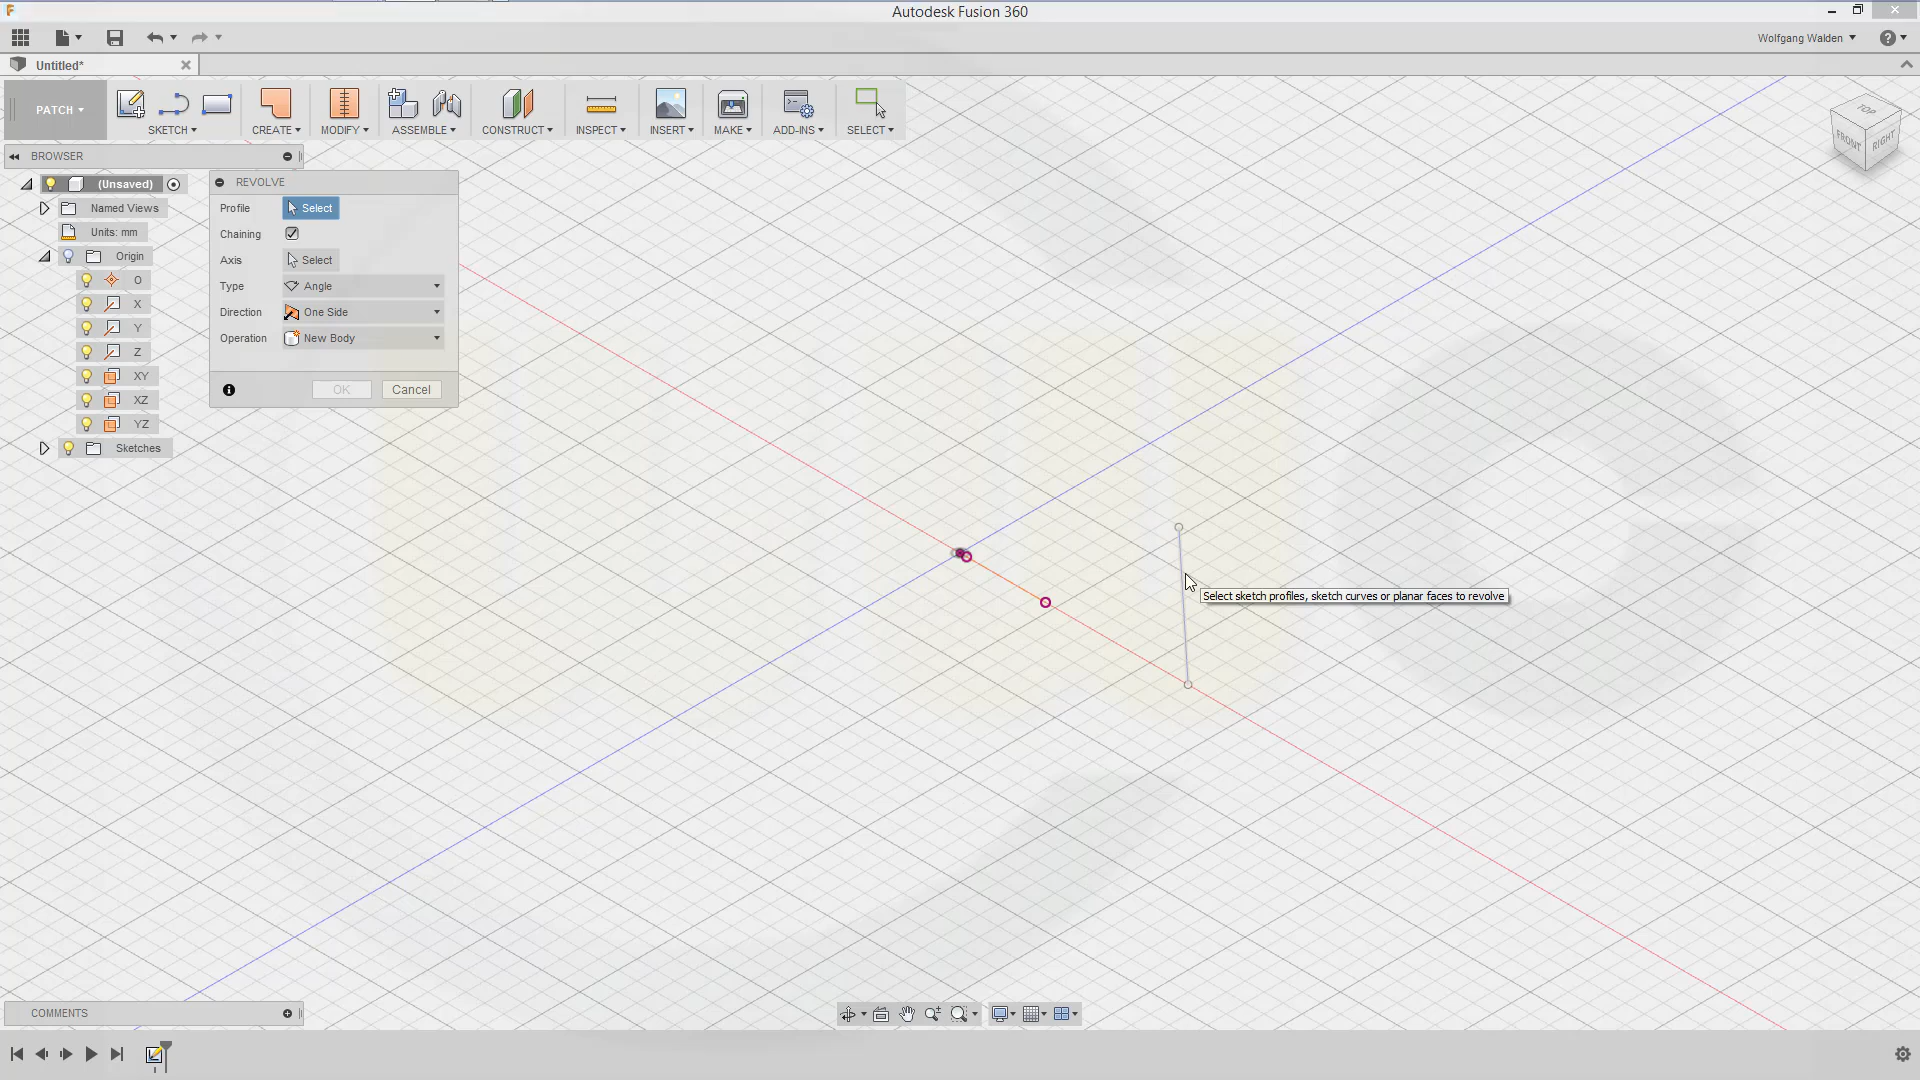 Autodesk Fusion 360
Wolfgang Walden
Untitled*
PATCH
SKETCH
CREATE
MODIFY
ASSEMBLE
CONSTRUCT
INSPECT
INSERT
MAKE
ADD-INS
SELECT
TOP
FRONT
RIGHT
BROWSER
(Unsaved)
Named Views
Units: mm
Origin
O
X
Y
Z
XY
XZ
YZ
Sketches
REVOLVE
Profile Select
Chaining
Axis Select
Type Angle
Direction One Side
Operation New Body
OK Cancel
Select sketch profiles, sketch curves or planar faces to revolve
COMMENTS